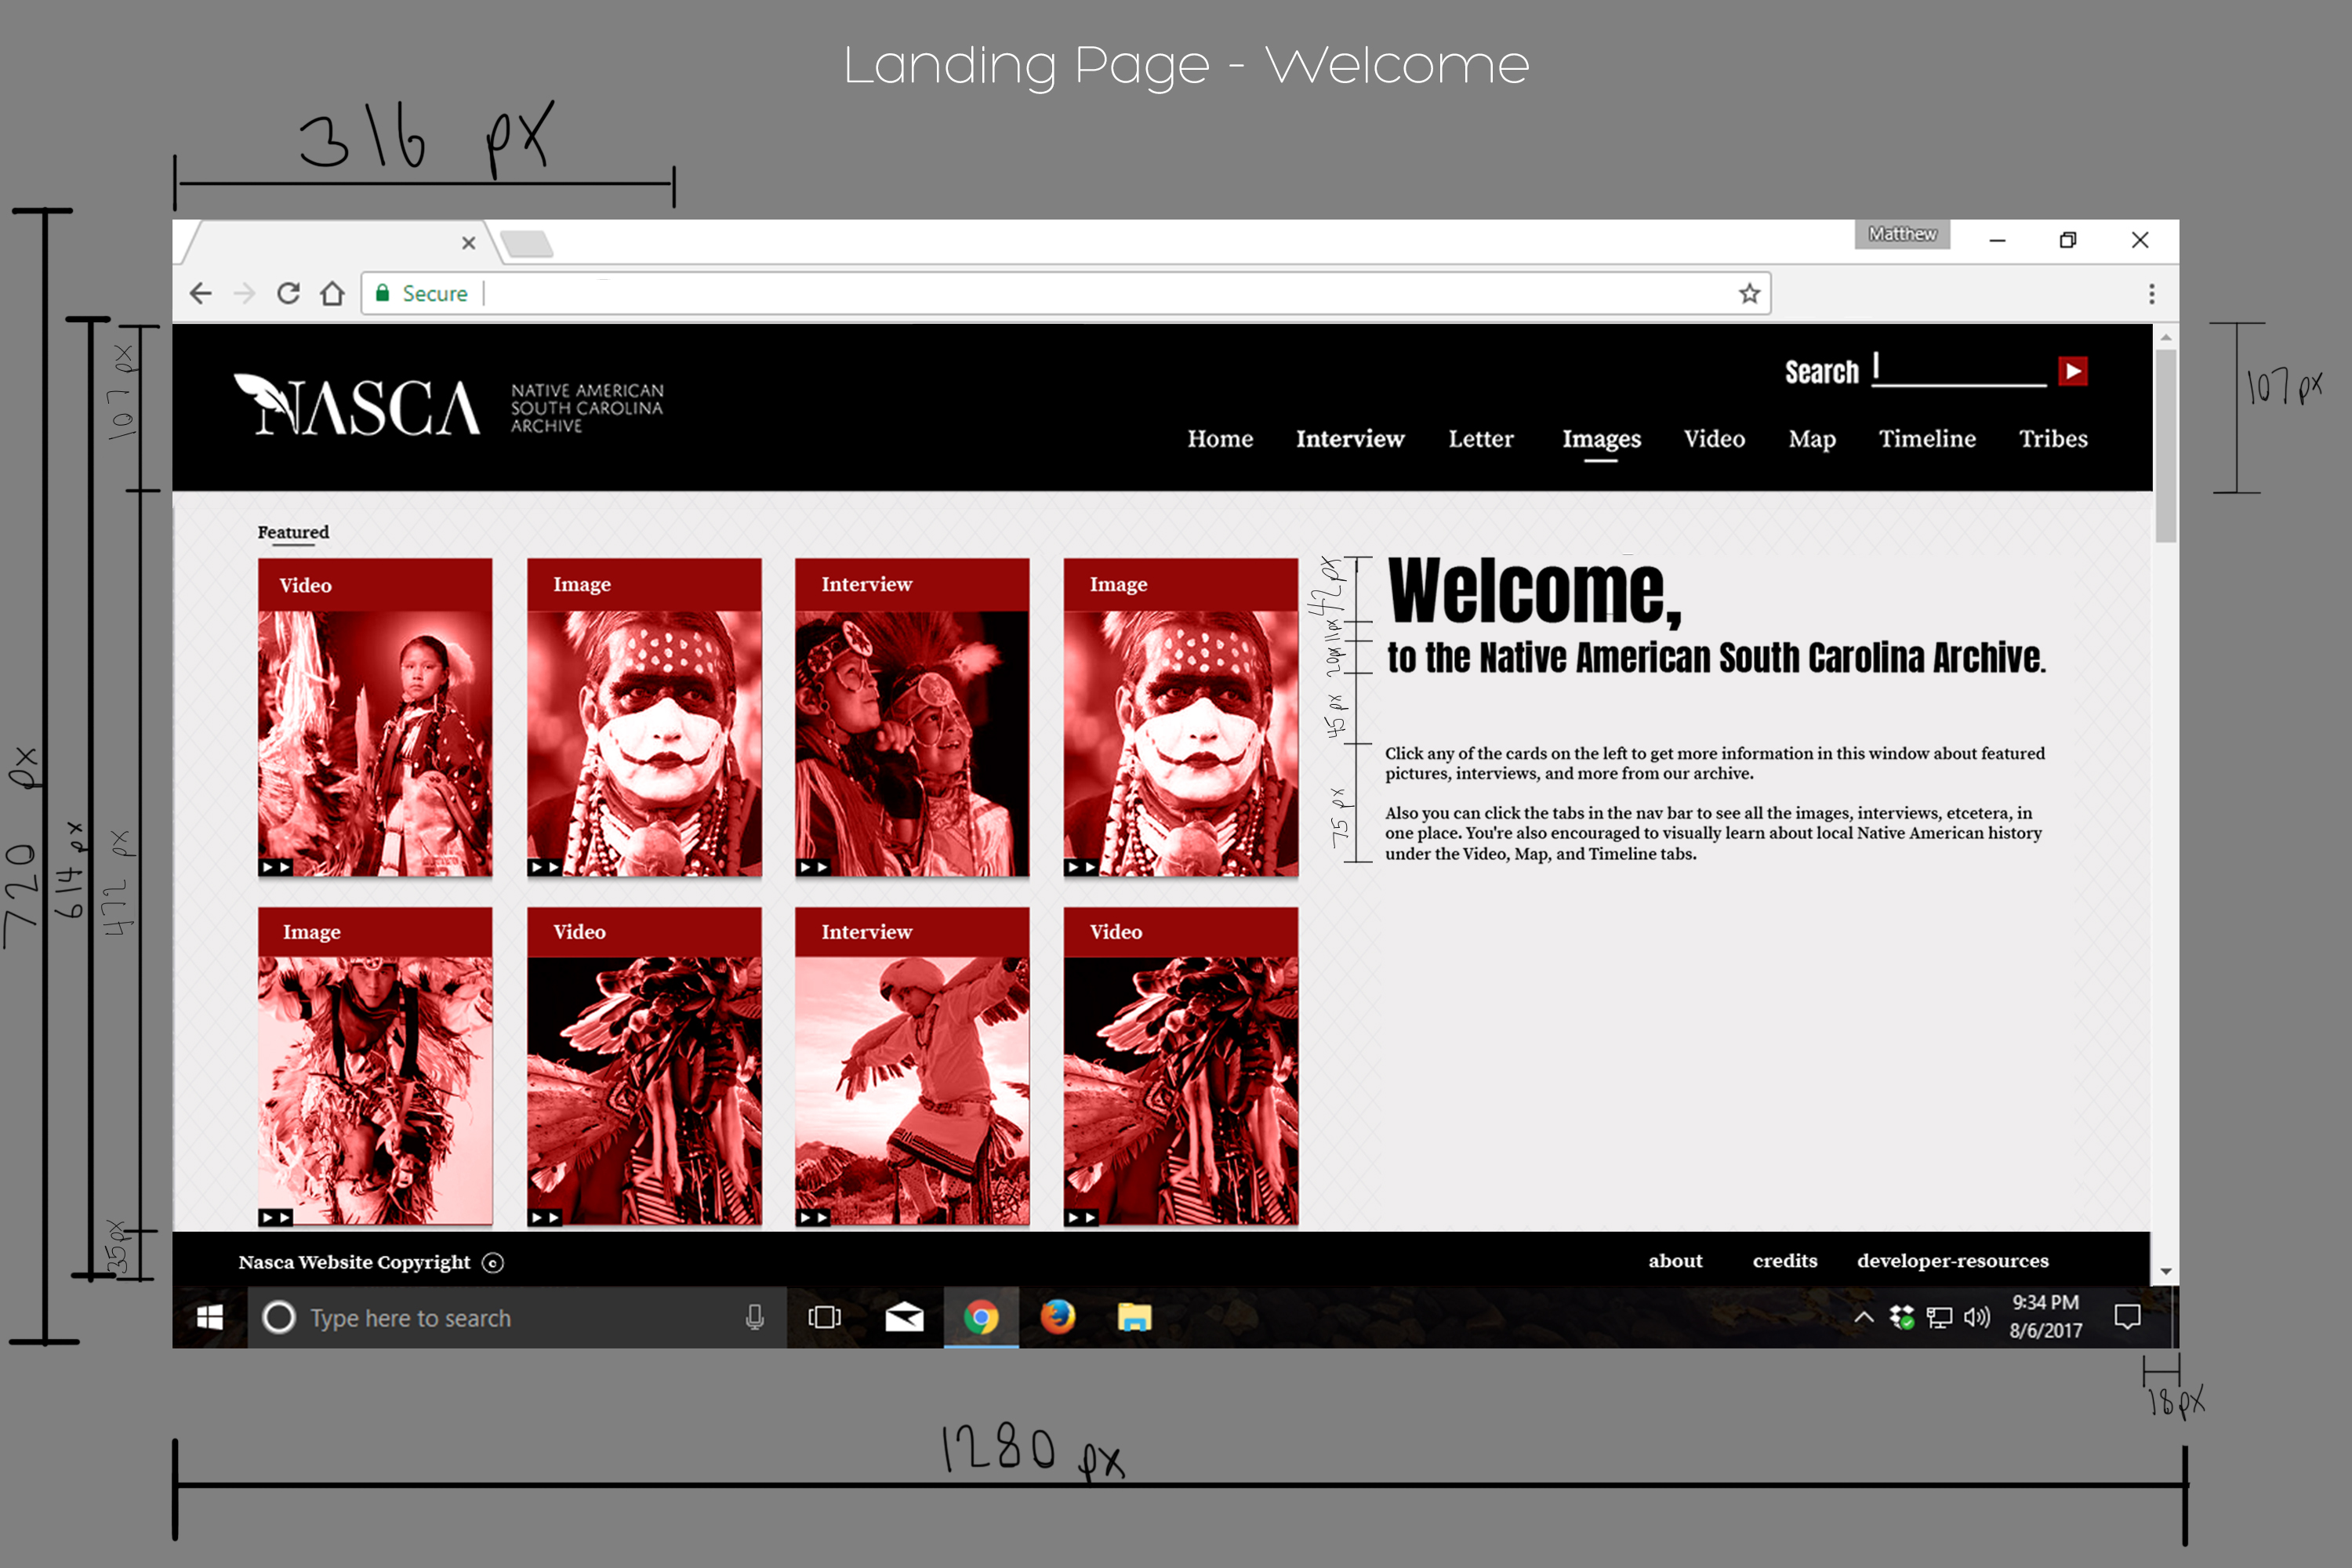 Landing Page - Welcome
316 px
Matthew
Secure
107 px
Search
107 px
NASCA
NATIVE AMERICAN
SOUTH CAROLINA
ARCHIVE
Home Interview Letter Images Video Map Timeline Tribes
Featured
Video Image Interview Image
42px
11px
20px
45 px
75 px
Welcome,
to the Native American South Carolina Archive.
Click any of the cards on the left to get more information in this window about featured
pictures, interviews, and more from our archive.
Also you can click the tabs in the nav bar to see all the images, interviews, etcetera, in
one place. You're also encouraged to visually learn about local Native American history
under the Video, Map, and Timeline tabs.
720 px
614 px
472 px
Image Video Interview Video
35px
Nasca Website Copyright ©
about credits developer-resources
Type here to search
9:34 PM
8/6/2017
18px
1280 px